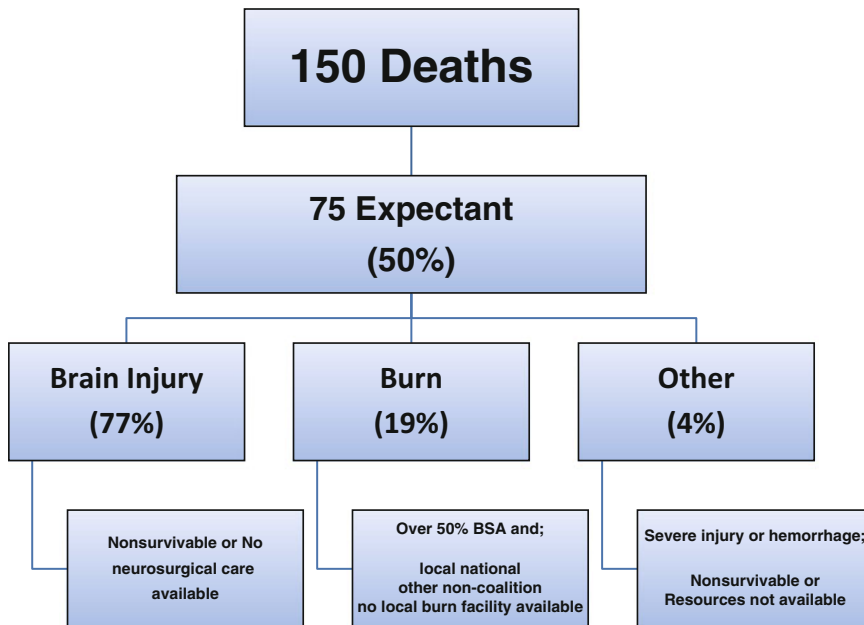 150 Deaths
75 Expectant
(50%)
Brain Injury
(77%)
Burn
(19%)
Other
(4%)
Nonsurvivable or No
neurosurgical care
available
Over 50% BSA and;
local national
other non-coalition
no local burn facility available
Severe injury or hemorrhage;
Nonsurvivable or
Resources not available